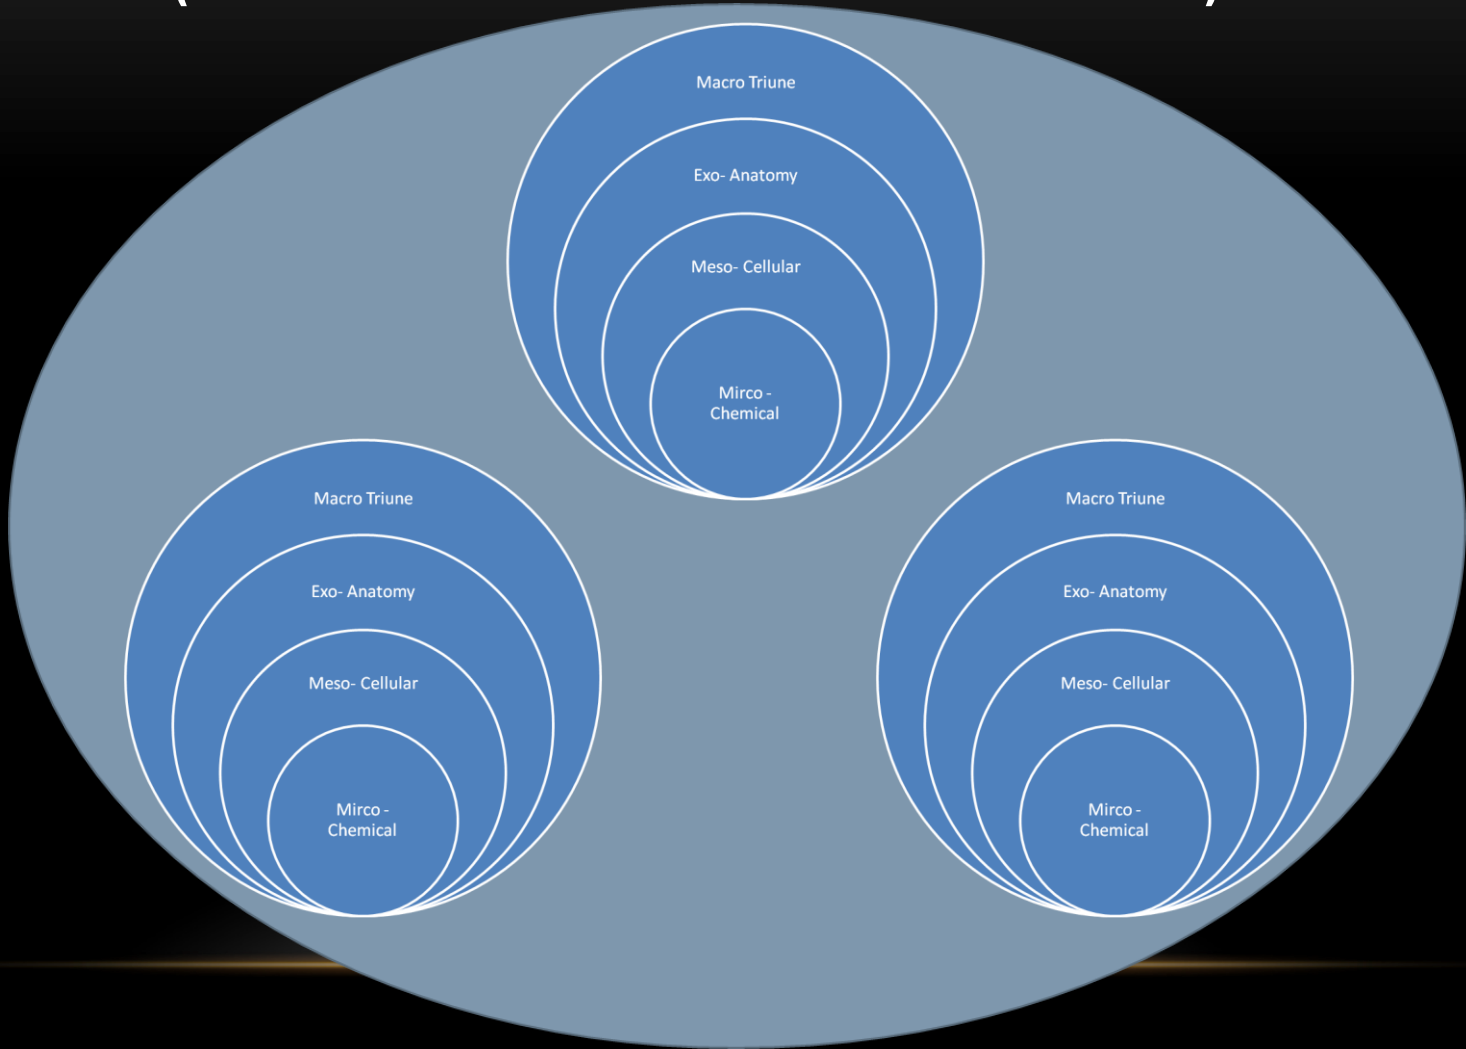 Macro Triune
Exo- Anatomy
Meso- Cellular
Mirco -
Chemical
Macro Triune
Exo- Anatomy
Meso- Cellular
Mirco -
Chemical
Macro Triune
Exo- Anatomy
Meso- Cellular
Mirco -
Chemical